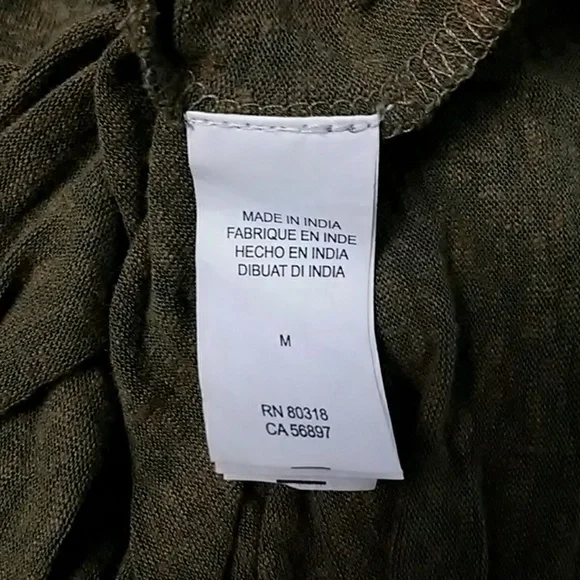 MADE IN INDIA
FABRIQUE EN INDE
HECHO EN INDIA
DIBUAT DI INDIA
M
RN 80318
CA 56897